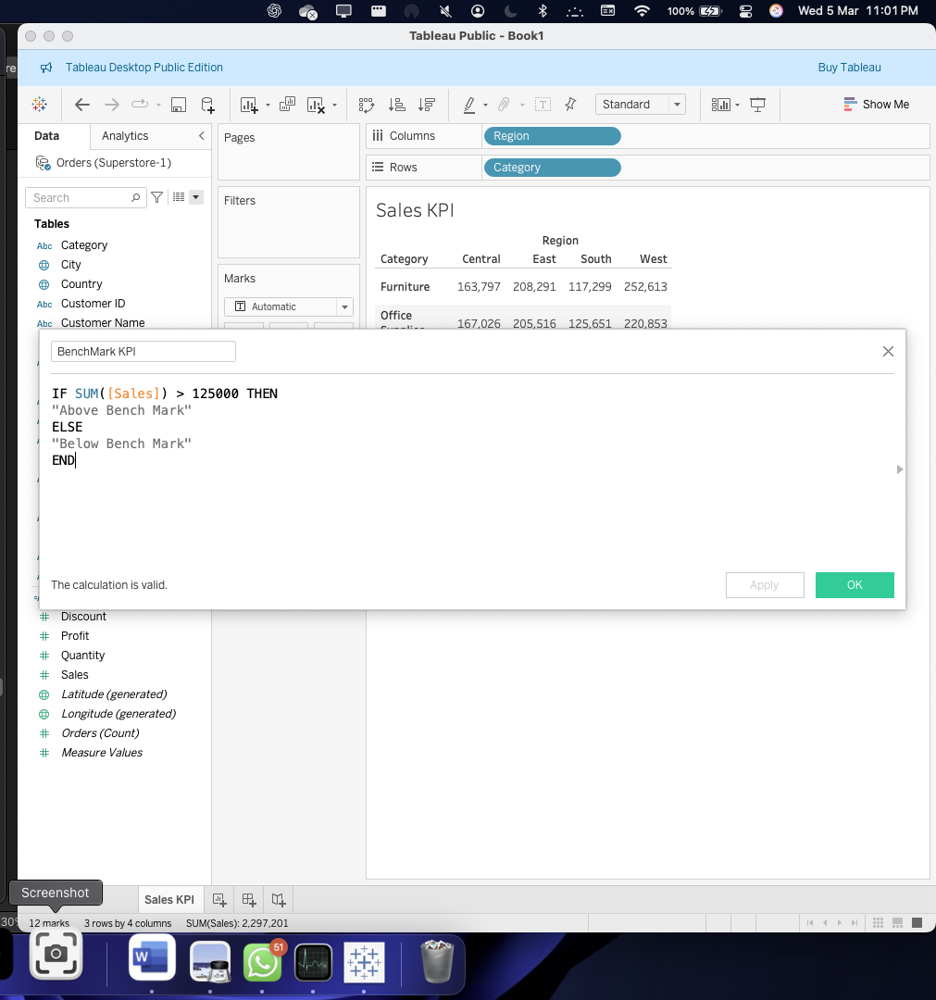 100%
Wed 5 Mar 11:01 PM
Tableau Public - Book1
Tableau Desktop Public Edition
Buy Tableau
Standard
Show Me
Data
Analytics
Pages
Columns
Region
Orders (Superstore-1)
Rows
Category
Search
Filters
Sales KPI
Tables
Region
Abc Category
Category Central East South West
City
Country
Marks
Furniture 163,797 208,291 117,299 252,613
Abc Customer ID
Automatic
Office
Abc Customer Name
Supplies 167,026 205,516 125,651 220,853
BenchMark KPI
IF SUM([Sales]) > 125000 THEN
"Above Bench Mark"
ELSE
"Below Bench Mark"
END
The calculation is valid.
Apply
OK
Discount
Profit
Quantity
Sales
Latitude (generated)
Longitude (generated)
Orders (Count)
Measure Values
Screenshot
Sales KPI
30%
12 marks 3 rows by 4 columns SUM(Sales): 2,297,201
51
W